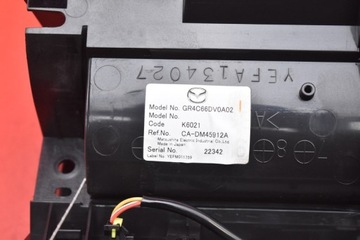 YEFA134027
Model No. GR4C66DV0A02
Model No.
Code K6021
Ref.No. CA-DM45912A
Matsushita Electric Industrial Co.,Ltd.
Made in Japan
Serial No. 22342